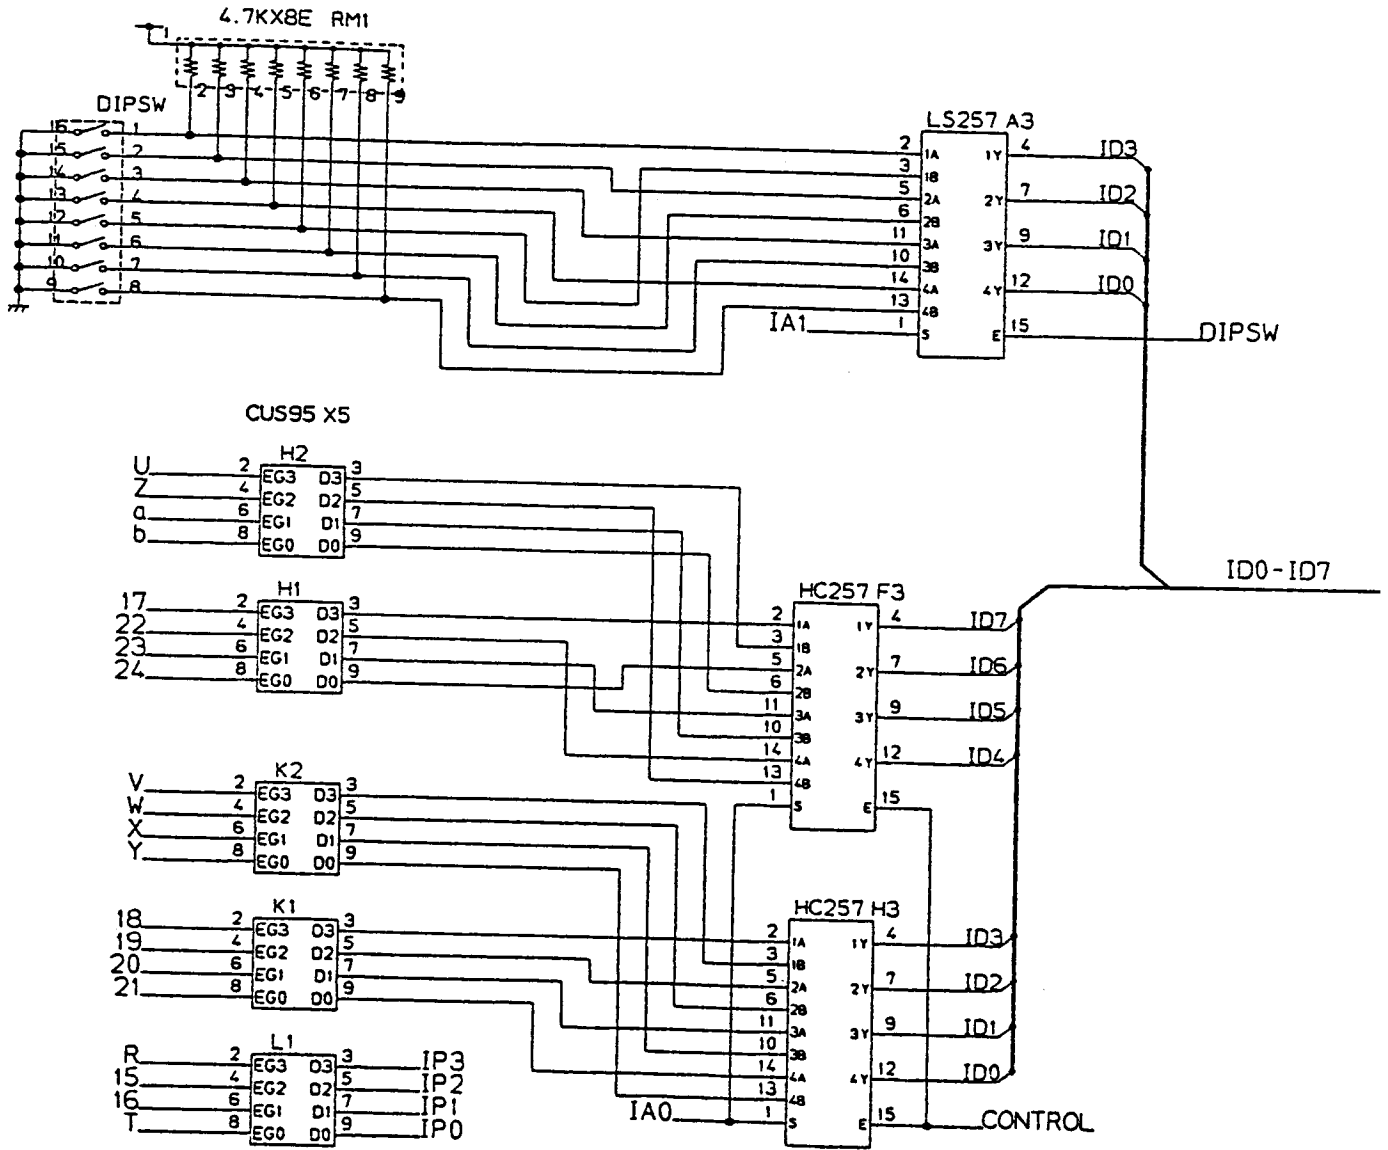 4.7KX8E RM1
1
2 3 4 5 6 7 8 9
DIPSW
16 1
15 2
14 3
13 4
12 5
11 6
10 7
9 8
LS257 A3
2 1A 1Y 4 ID3
3 1B
5 2A 2Y 7 ID2
6 2B
11 3A 3Y 9 ID1
10 3B
14 4A 4Y 12 ID0
13 4B
IA1 1 S E 15 DIPSW
CUS95 X5
H2
U 2 EG3 D3 3
Z 4 EG2 D2 5
a 6 EG1 D1 7
b 8 EG0 D0 9
ID0-ID7
H1
17 2 EG3 D3 3
22 4 EG2 D2 5
23 6 EG1 D1 7
24 8 EG0 D0 9
HC257 F3
2 1A 1Y 4 ID7
3 1B
5 2A 2Y 7 ID6
6 2B
11 3A 3Y 9 ID5
10 3B
14 4A 4Y 12 ID4
13 4B
1 S E 15
K2
V 2 EG3 D3 3
W 4 EG2 D2 5
X 6 EG1 D1 7
Y 8 EG0 D0 9
K1
18 2 EG3 D3 3
19 4 EG2 D2 5
20 6 EG1 D1 7
21 8 EG0 D0 9
HC257 H3
2 1A 1Y 4 ID3
3 1B
5 2A 2Y 7 ID2
6 2B
11 3A 3Y 9 ID1
10 3B
14 4A 4Y 12 ID0
13 4B
IA0 1 S E 15 CONTROL
L1
R 2 EG3 D3 3 IP3
15 4 EG2 D2 5 IP2
16 6 EG1 D1 7 IP1
T 8 EG0 D0 9 IP0